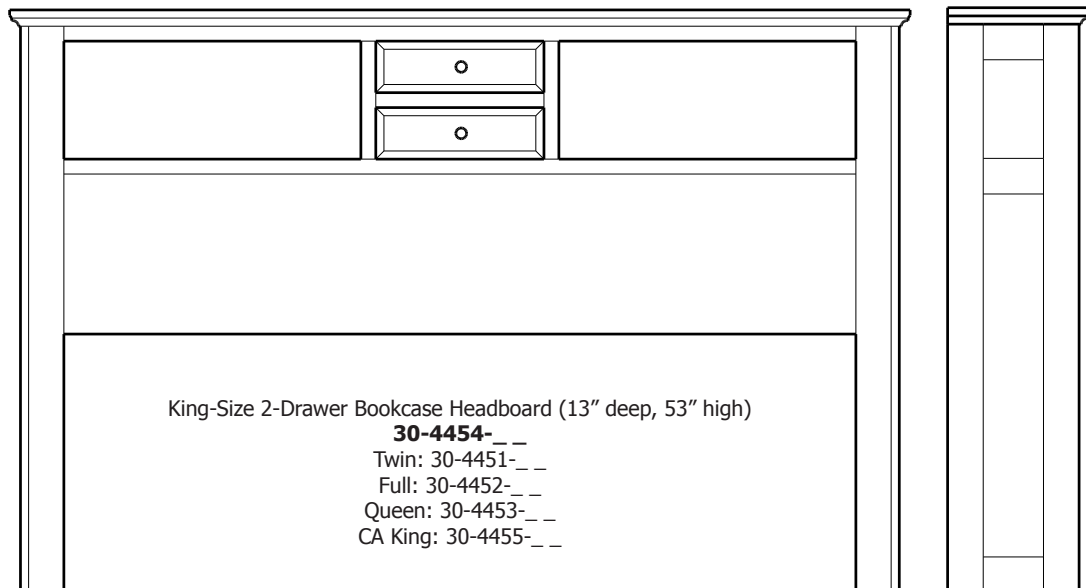 King-Size 2-Drawer Bookcase Headboard (13” deep, 53” high)
30-4454-_ _
Twin: 30-4451-_ _
Full: 30-4452-_ _
Queen: 30-4453-_ _
CA King: 30-4455-_ _